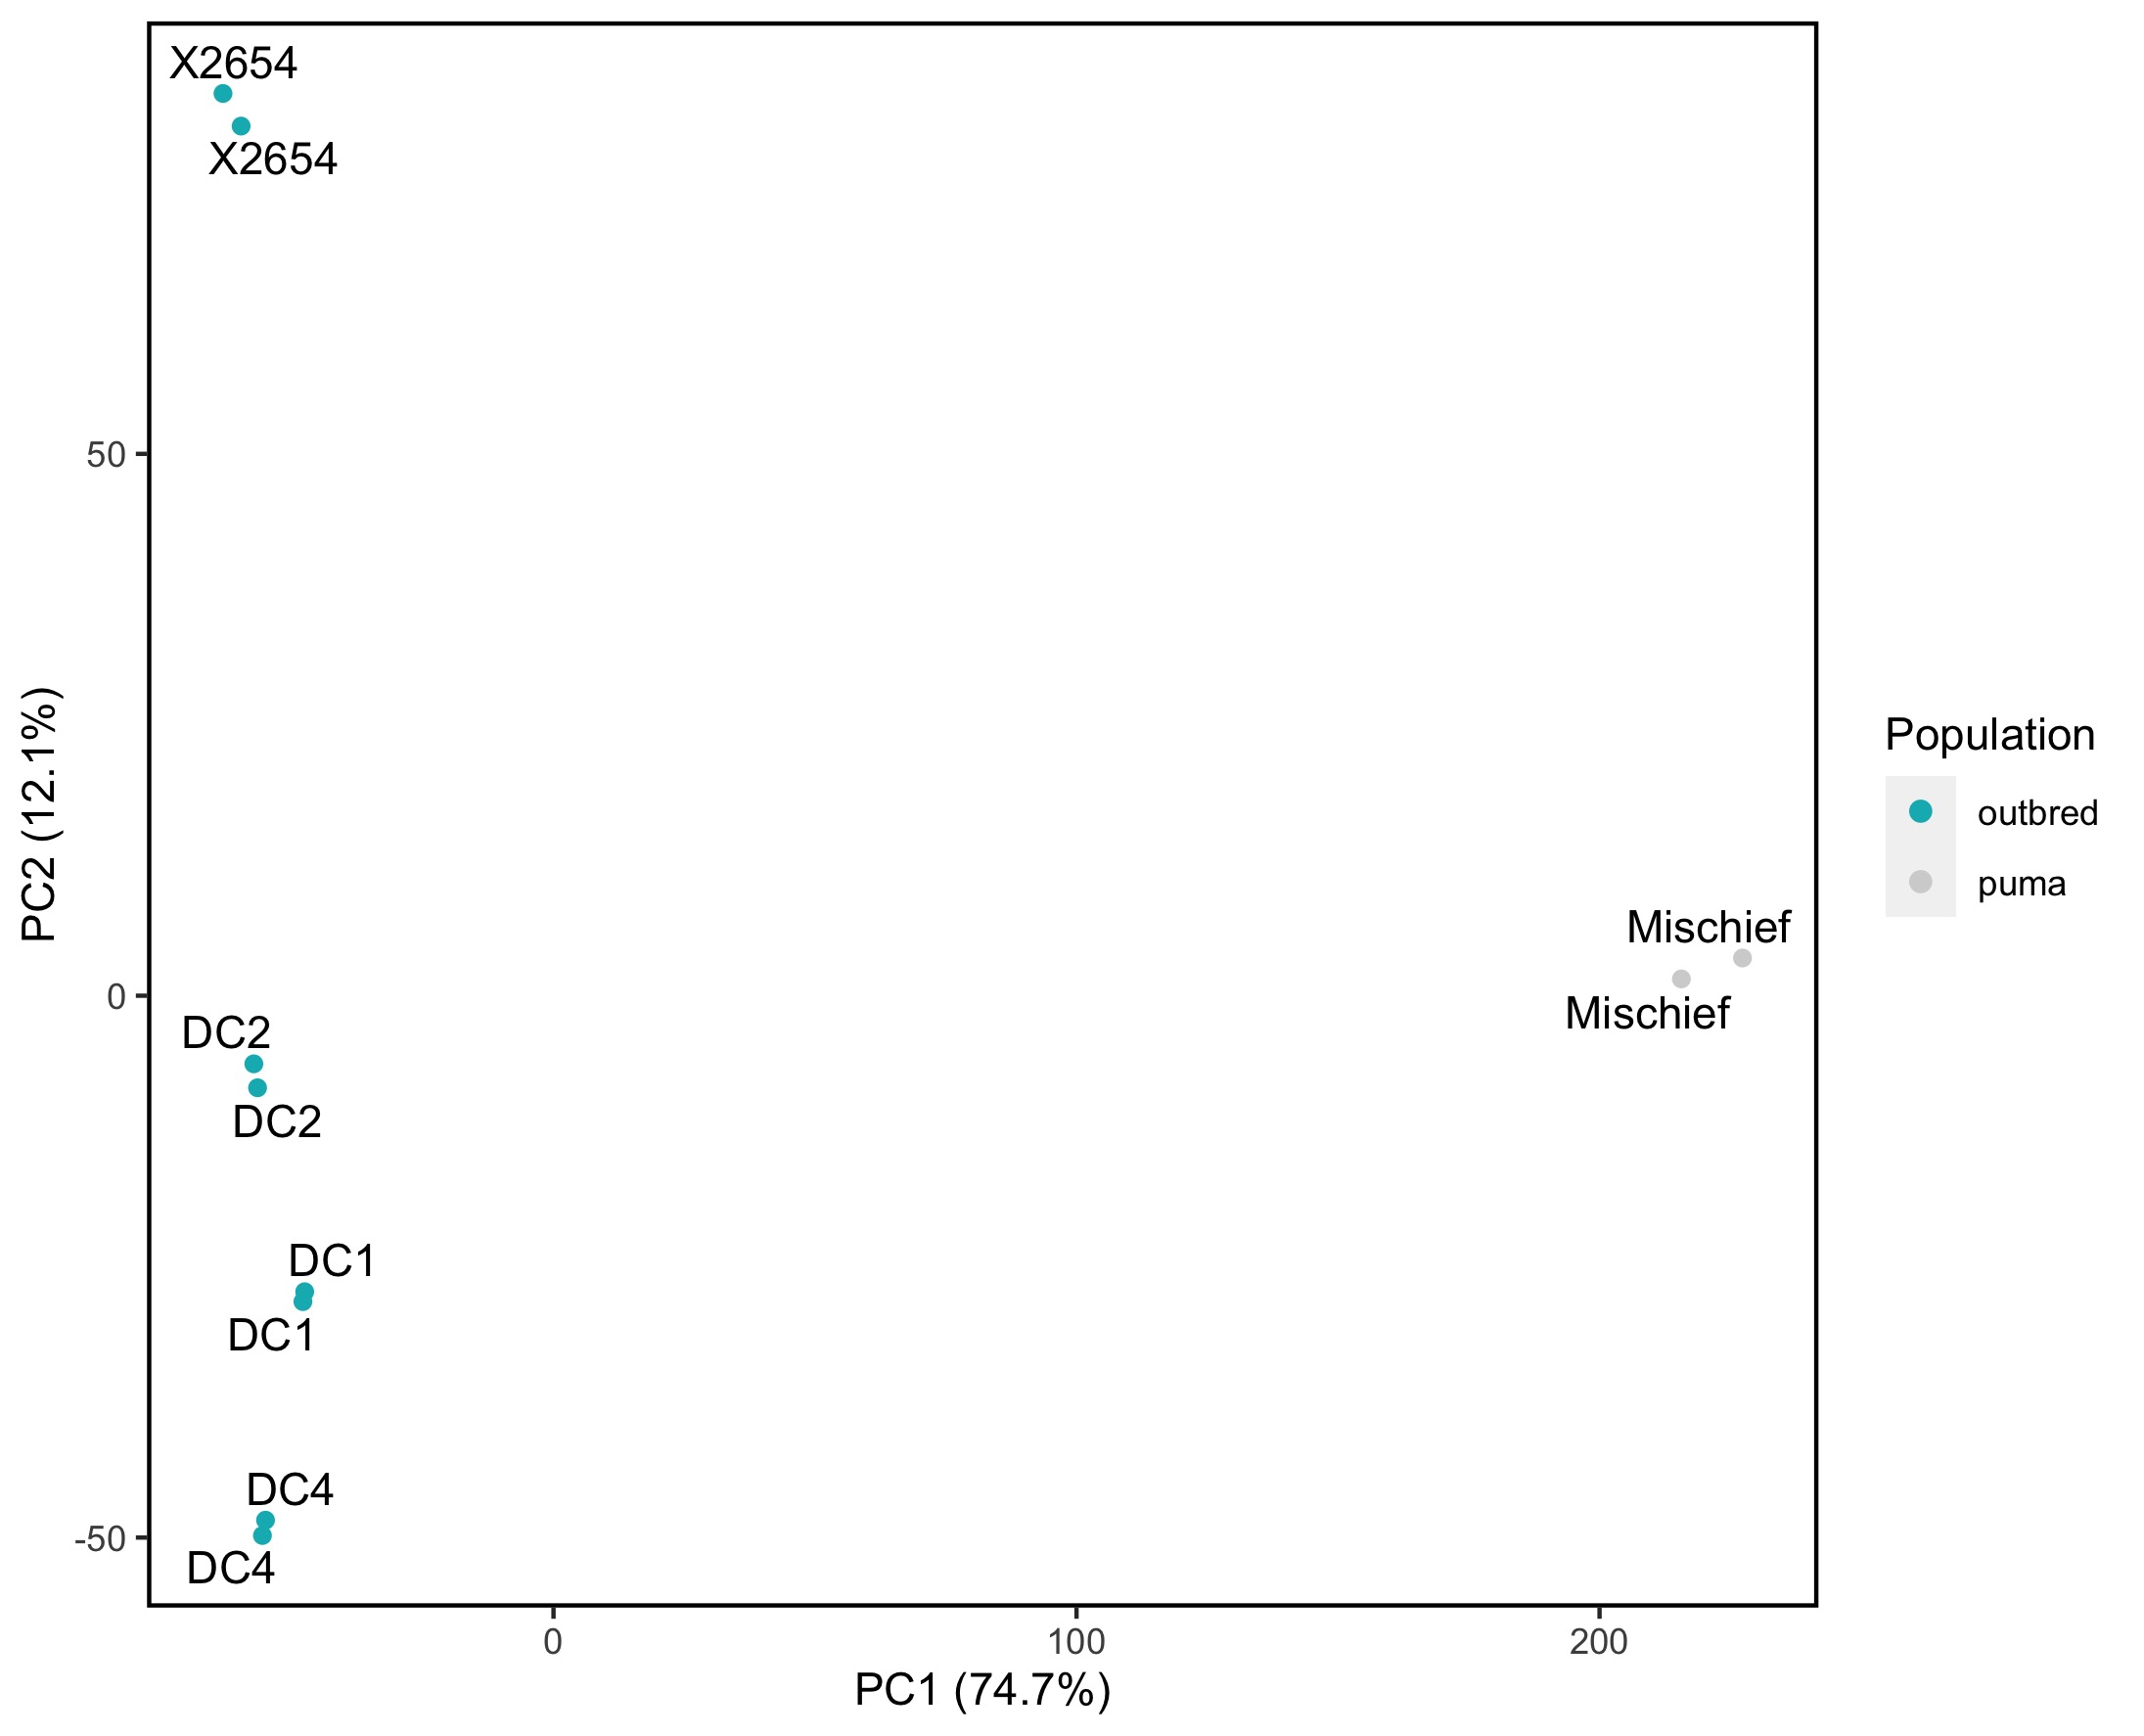 X2654
X2654
50
PC2 (12.1%)
Population
outbred
puma
Mischief
Mischief
0
DC2
DC2
DC1
DC1
DC4
-50
DC4
0
100
200
PC1 (74.7%)